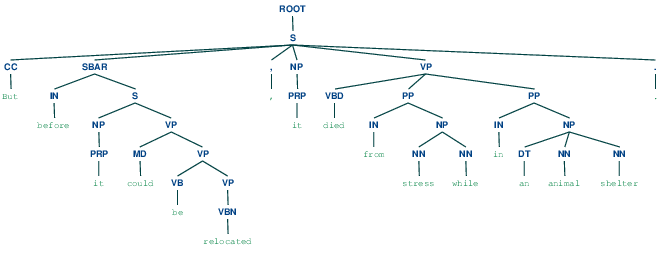 ROOT
S
CC SBAR , NP VP .
But IN S , PRP VBD PP PP .
before NP VP it died IN NP IN NP
PRP MD VP from NN NN in DT NN NN
it could VB VP stress while an animal shelter
be VBN
relocated